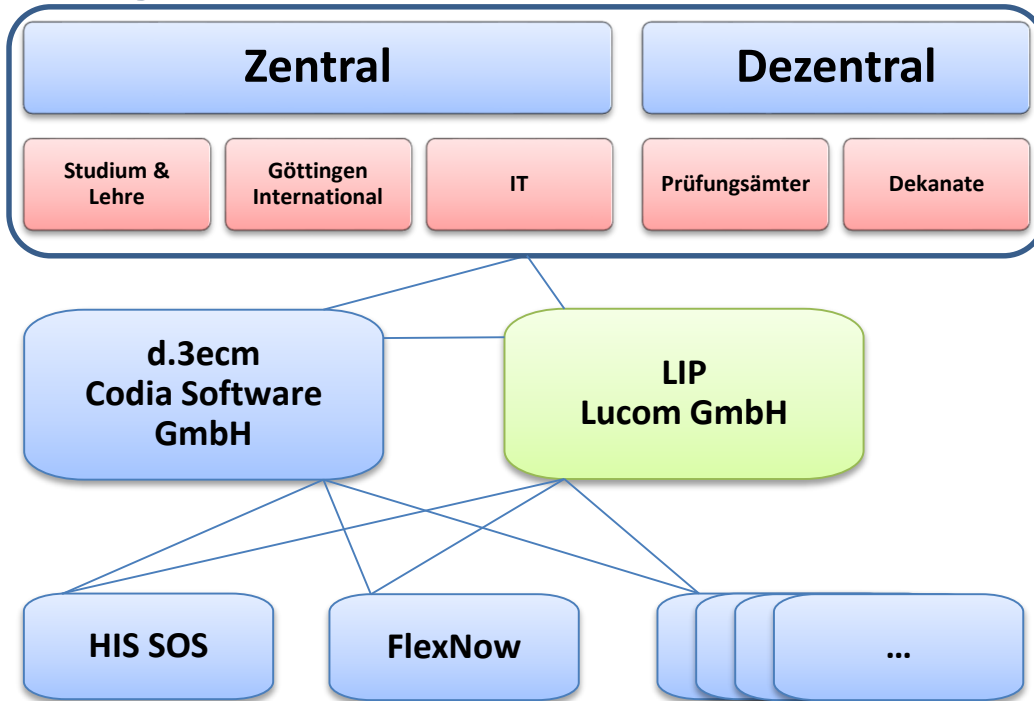 Zentral
Dezentral
Studium &
Lehre
Göttingen
International
IT
Prüfungsämter
Dekanate
d.3ecm
Codia Software
GmbH
LIP
Lucom GmbH
HIS SOS
FlexNow
...